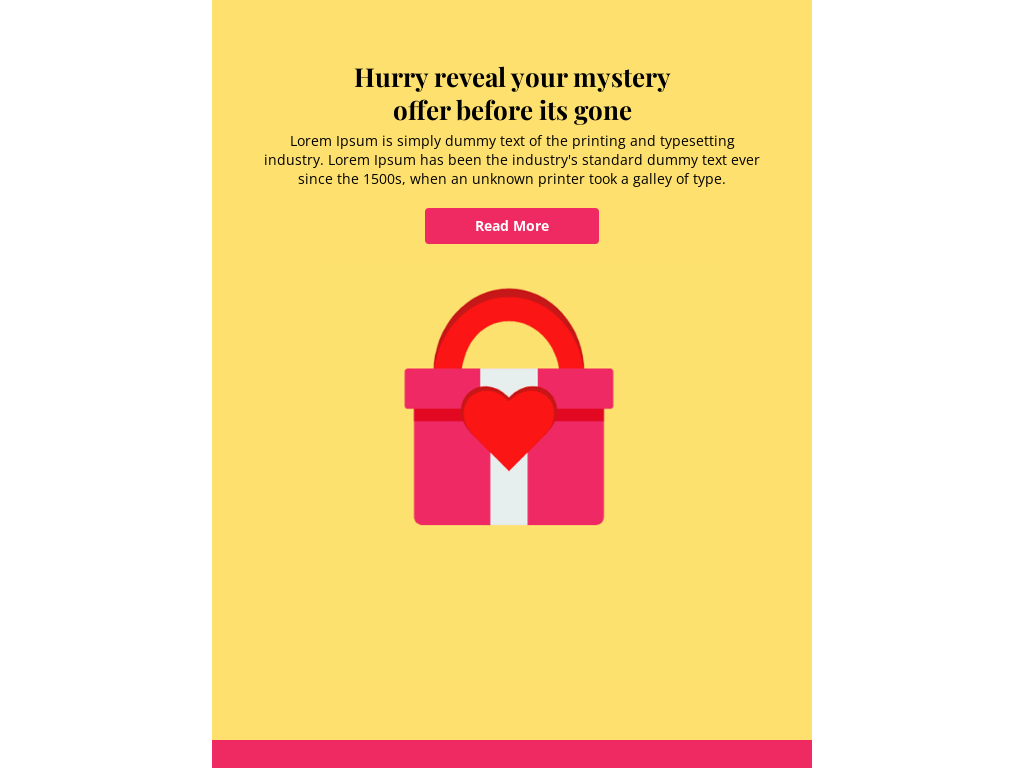 Hurry reveal your mystery
offer before its gone
Lorem Ipsum is simply dummy text of the printing and typesetting
industry. Lorem Ipsum has been the industry's standard dummy text ever
since the 1500s, when an unknown printer took a galley of type.
Read More